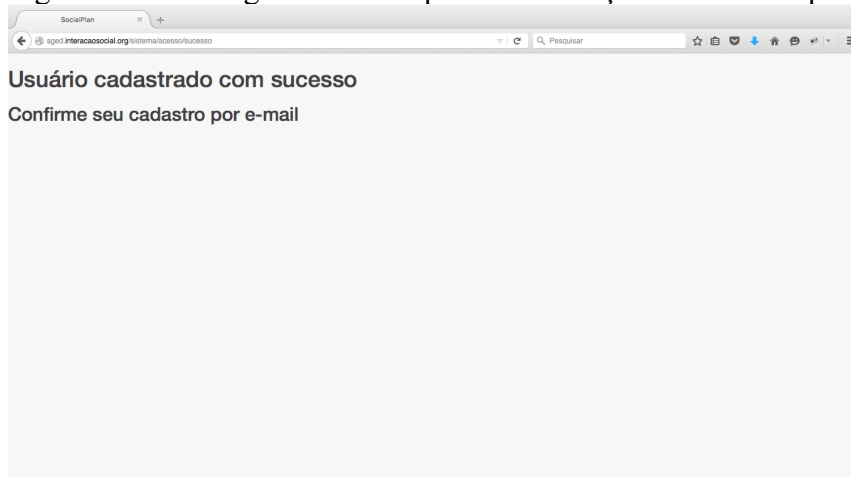 SocialPlan
sged.interacaosocial.org/sistema/acesso/sucesso
Pesquisar
Usuário cadastrado com sucesso
Confirme seu cadastro por e-mail